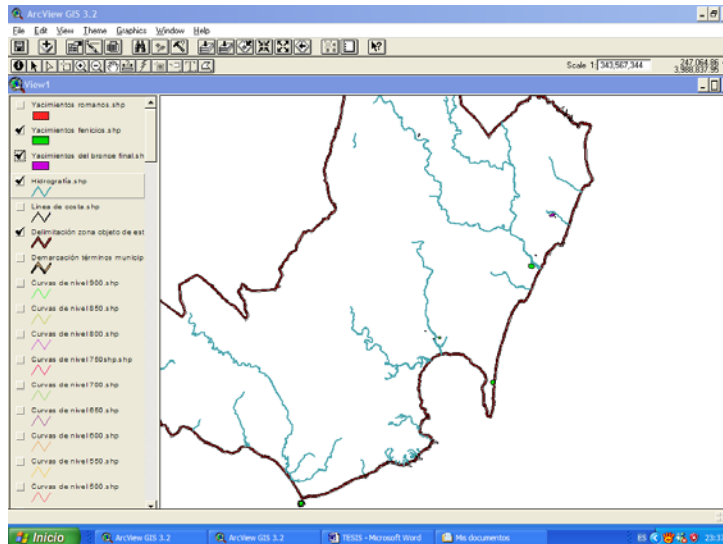 ArcView GIS 3.2
File Edit View Theme Graphics Window Help
Scale 1: 343,567,344
247,064.86
3,988,837.95
View1
Yacimientos romanos.shp
Yacimientos fenicios.shp
Yacimientos del bronce final.sh
Hidrografía.shp
Línea de costa.shp
Delimitación zona objeto de est
Demarcación términos municip
Curvas de nivel 900.shp
Curvas de nivel 850.shp
Curvas de nivel 800.shp
Curvas de nivel 750shp.shp
Curvas de nivel 700.shp
Curvas de nivel 650.shp
Curvas de nivel 600.shp
Curvas de nivel 550.shp
Curvas de nivel 500.shp
Inicio
ArcView GIS 3.2
ArcView GIS 3.2
TESIS - Microsoft Word
Mis documentos
ES